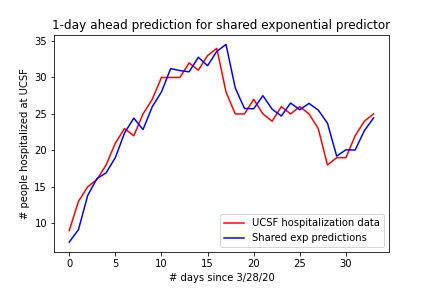 1-day ahead prediction for shared exponential predictor
35
30
25
20
15
10
# people hospitalized at UCSF
UCSF hospitalization data
Shared exp predictions
0 5 10 15 20 25 30
# days since 3/28/20